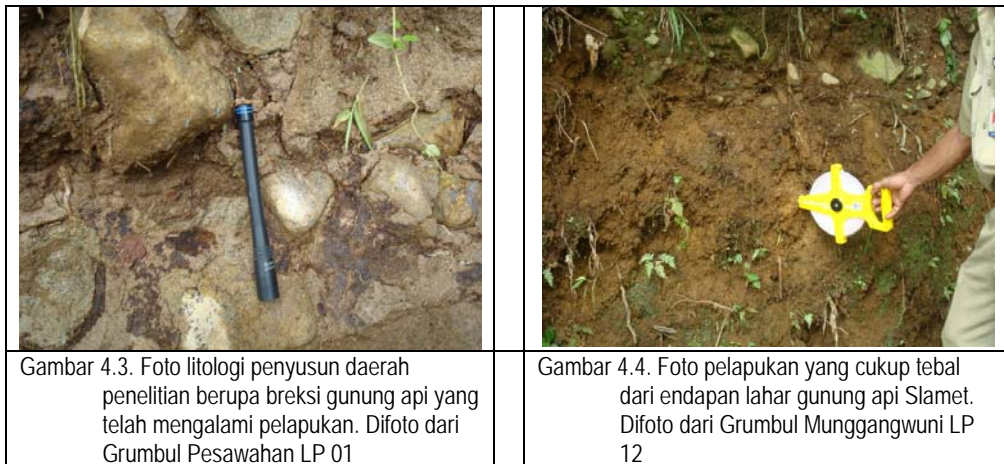 Gambar 4.3. Foto litologi penyusun daerah
penelitian berupa breksi gunung api yang
telah mengalami pelapukan. Difoto dari
Grumbul Pesawahan LP 01
Gambar 4.4. Foto pelapukan yang cukup tebal
dari endapan lahar gunung api Slamet.
Difoto dari Grumbul Munggangwuni LP
12